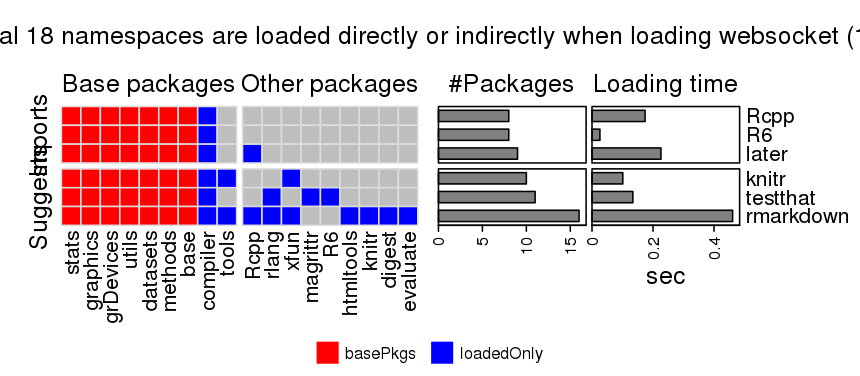 al 18 namespaces are loaded directly or indirectly when loading websocket (
Base packages Other packages #Packages Loading time
Imports
Suggests
Rcpp
R6
later
knitr
testthat
rmarkdown
stats
graphics
grDevices
utils
datasets
methods
base
compiler
tools
Rcpp
rlang
xfun
magrittr
R6
htmltools
knitr
digest
evaluate
0 5 10 15
0 0.2 0.4
sec
basePkgs loadedOnly